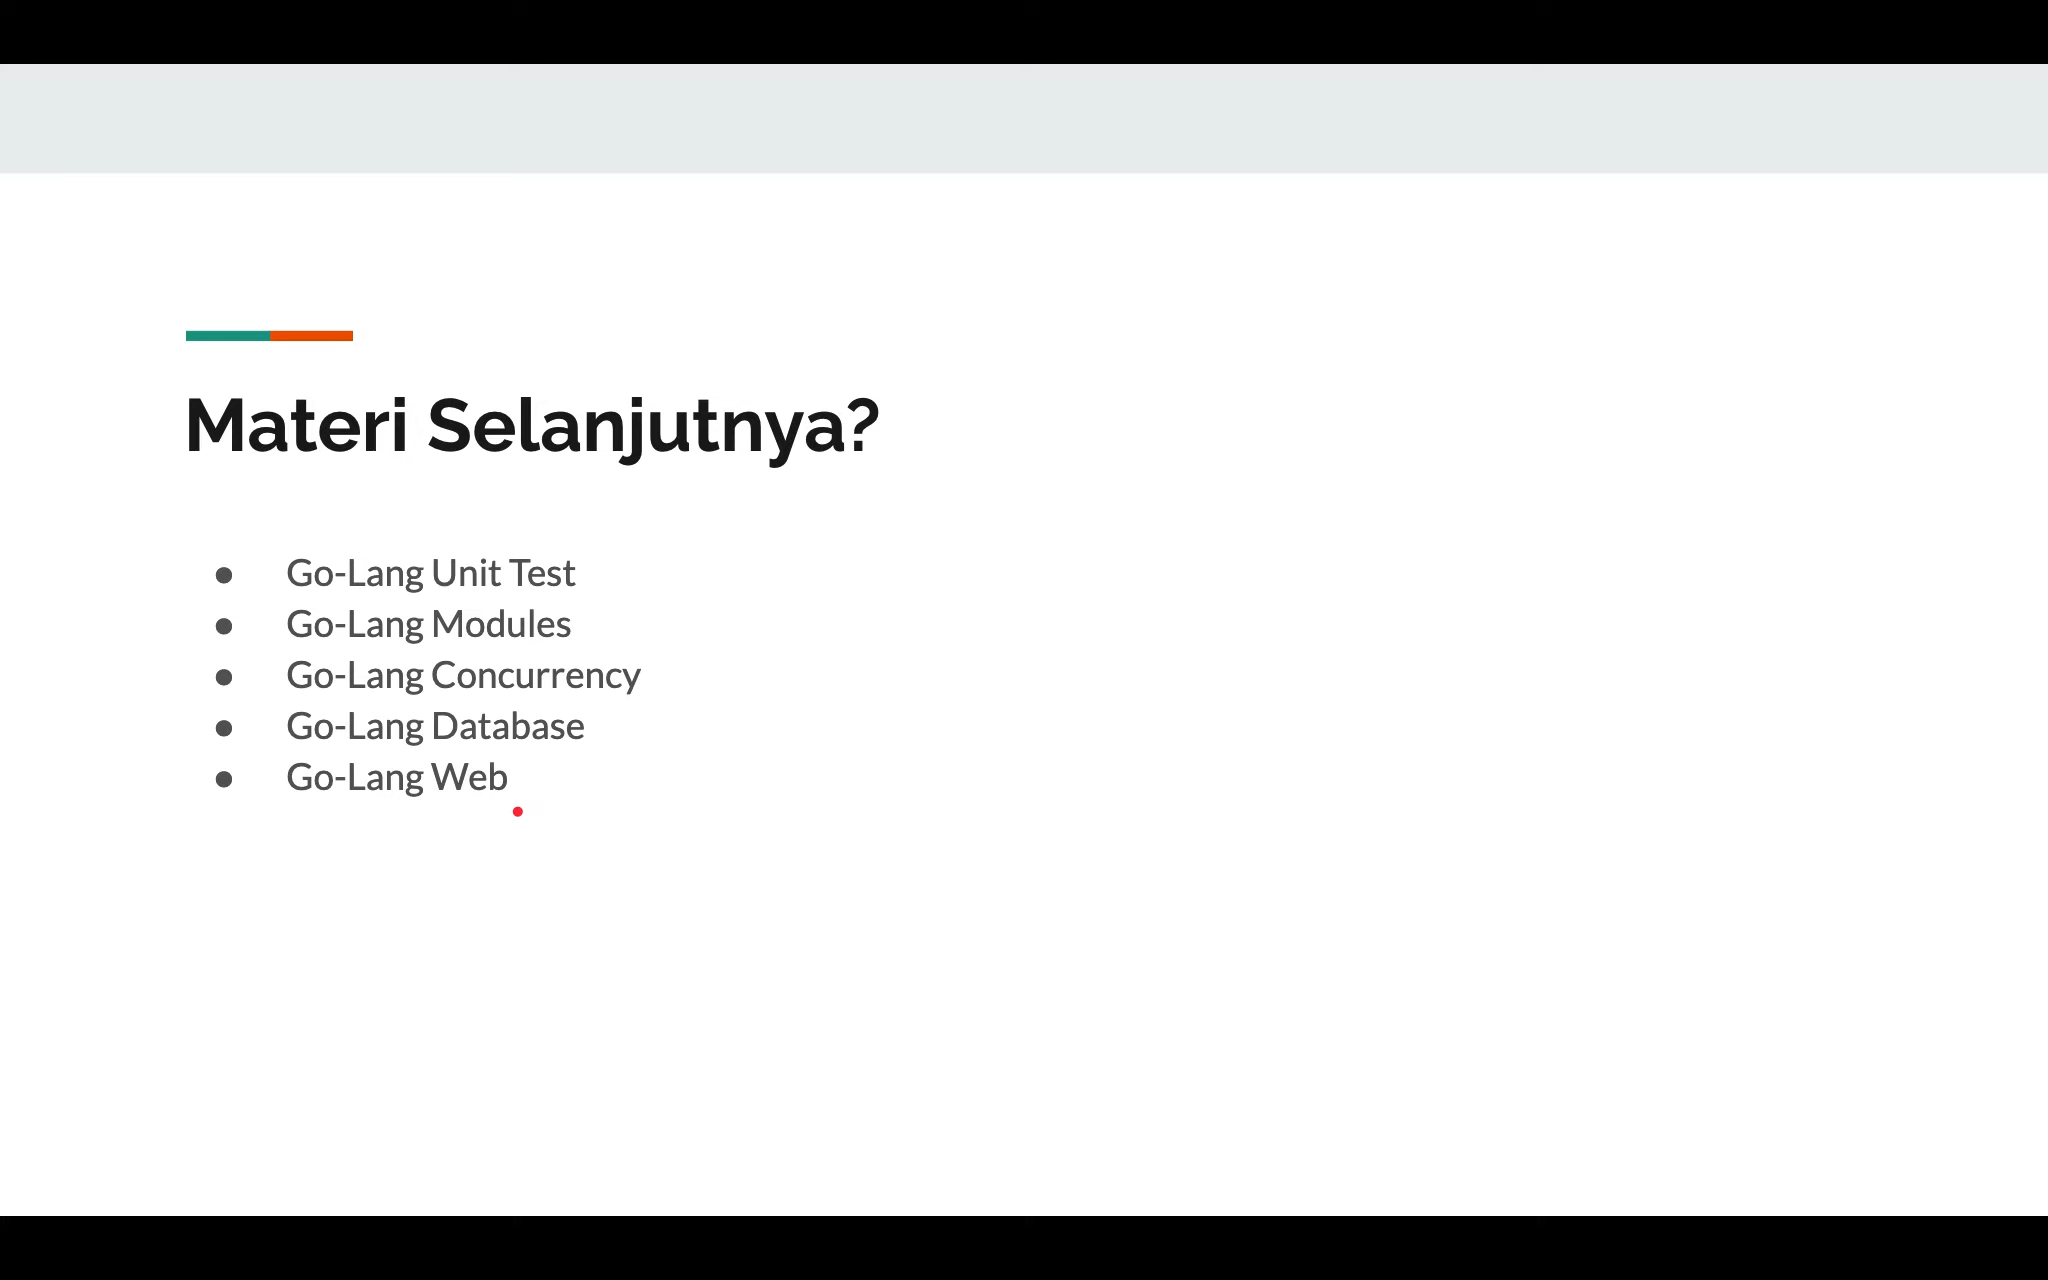 Materi Selanjutnya?
● Go-Lang Unit Test
● Go-Lang Modules
● Go-Lang Concurrency
● Go-Lang Database
● Go-Lang Web